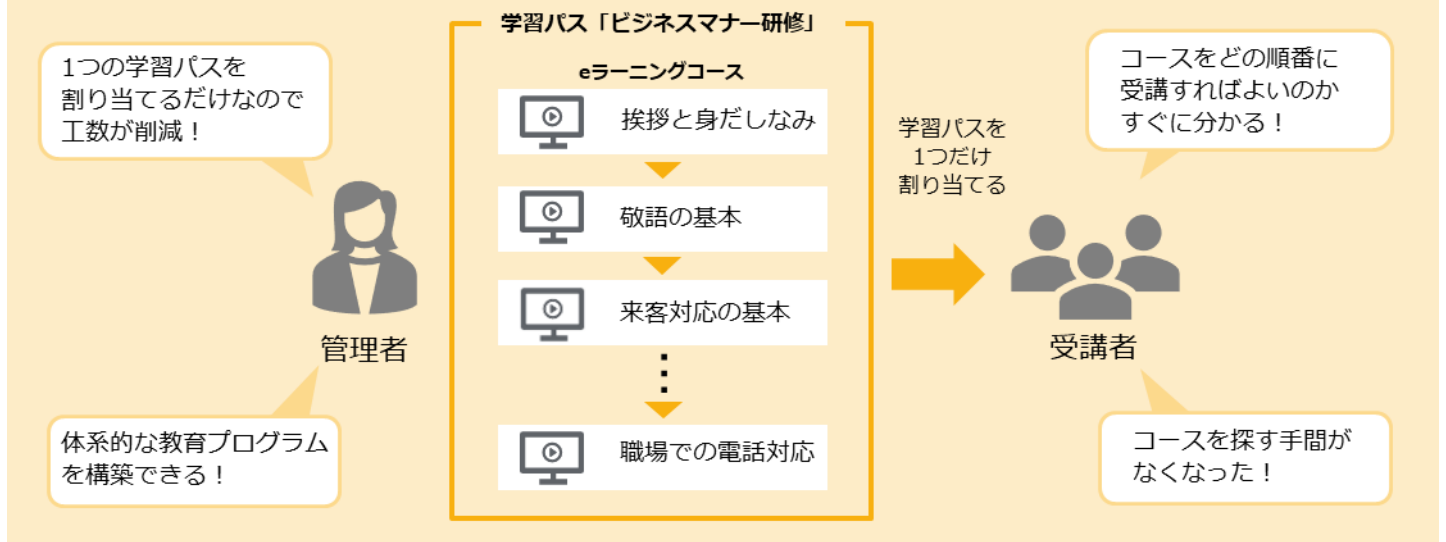 学習パス「ビジネスマナー研修」
1つの学習パスを
割り当てるだけなので
工数が削減！
管理者
体系的な教育プログラム
を構築できる！
eラーニングコース
挨拶と身だしなみ
敬語の基本
来客対応の基本
職場での電話対応
学習パスを
1つだけ
割り当てる
コースをどの順番に
受講すればよいのか
すぐに分かる！
受講者
コースを探す手間が
なくなった！